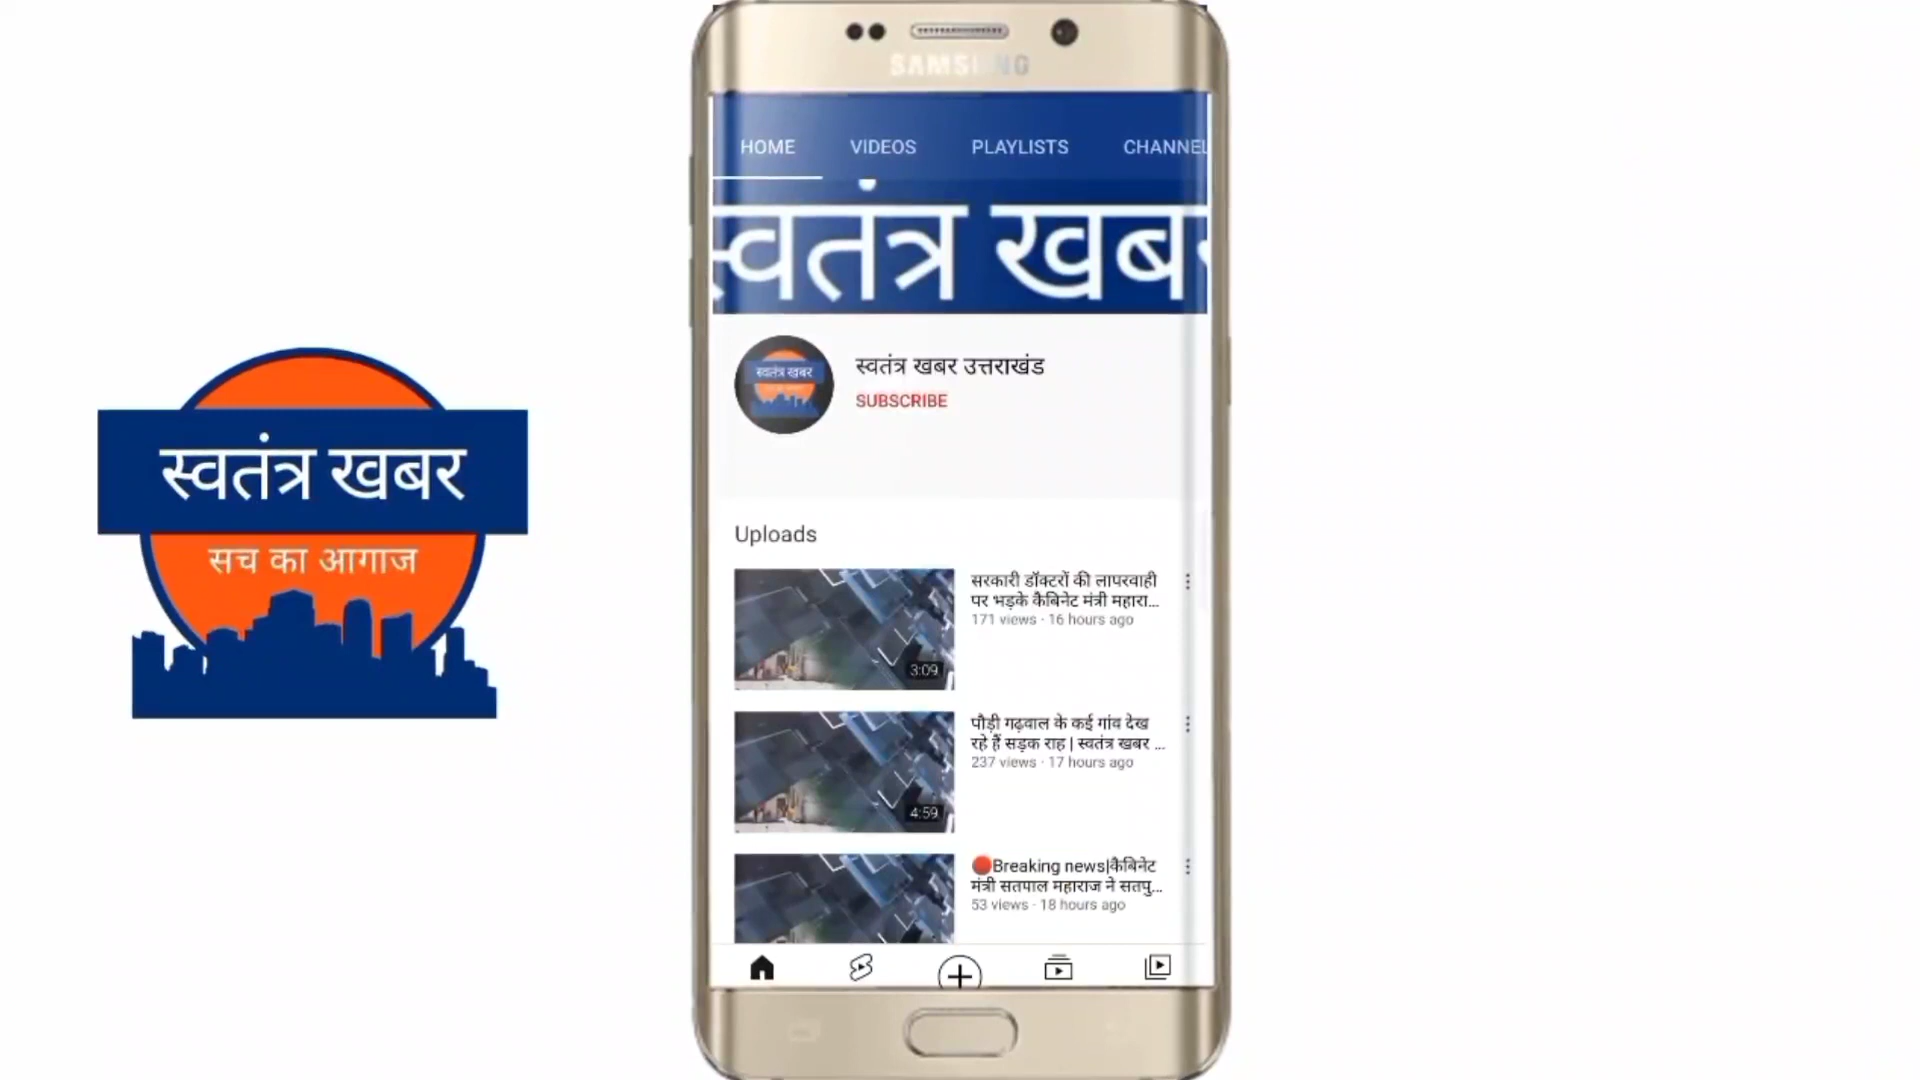 SAMSUNG
HOME VIDEOS PLAYLISTS CHANNEL
स्वतंत्र खबर
स्वतंत्र खबर
सच का आगाज
स्वतंत्र खबर
स्वतंत्र खबर उत्तराखंड
SUBSCRIBE
Uploads
सरकारी डॉक्टरों की लापरवाही
पर भड़के कैबिनेट मंत्री महारा...
171 views · 16 hours ago
3:09
पौड़ी गढ़वाल के कई गांव देख
रहे हैं सड़क राह | स्वतंत्र खबर ...
237 views · 17 hours ago
4:59
🔴Breaking news|कैबिनेट
मंत्री सतपाल महाराज ने सतपु...
53 views · 18 hours ago